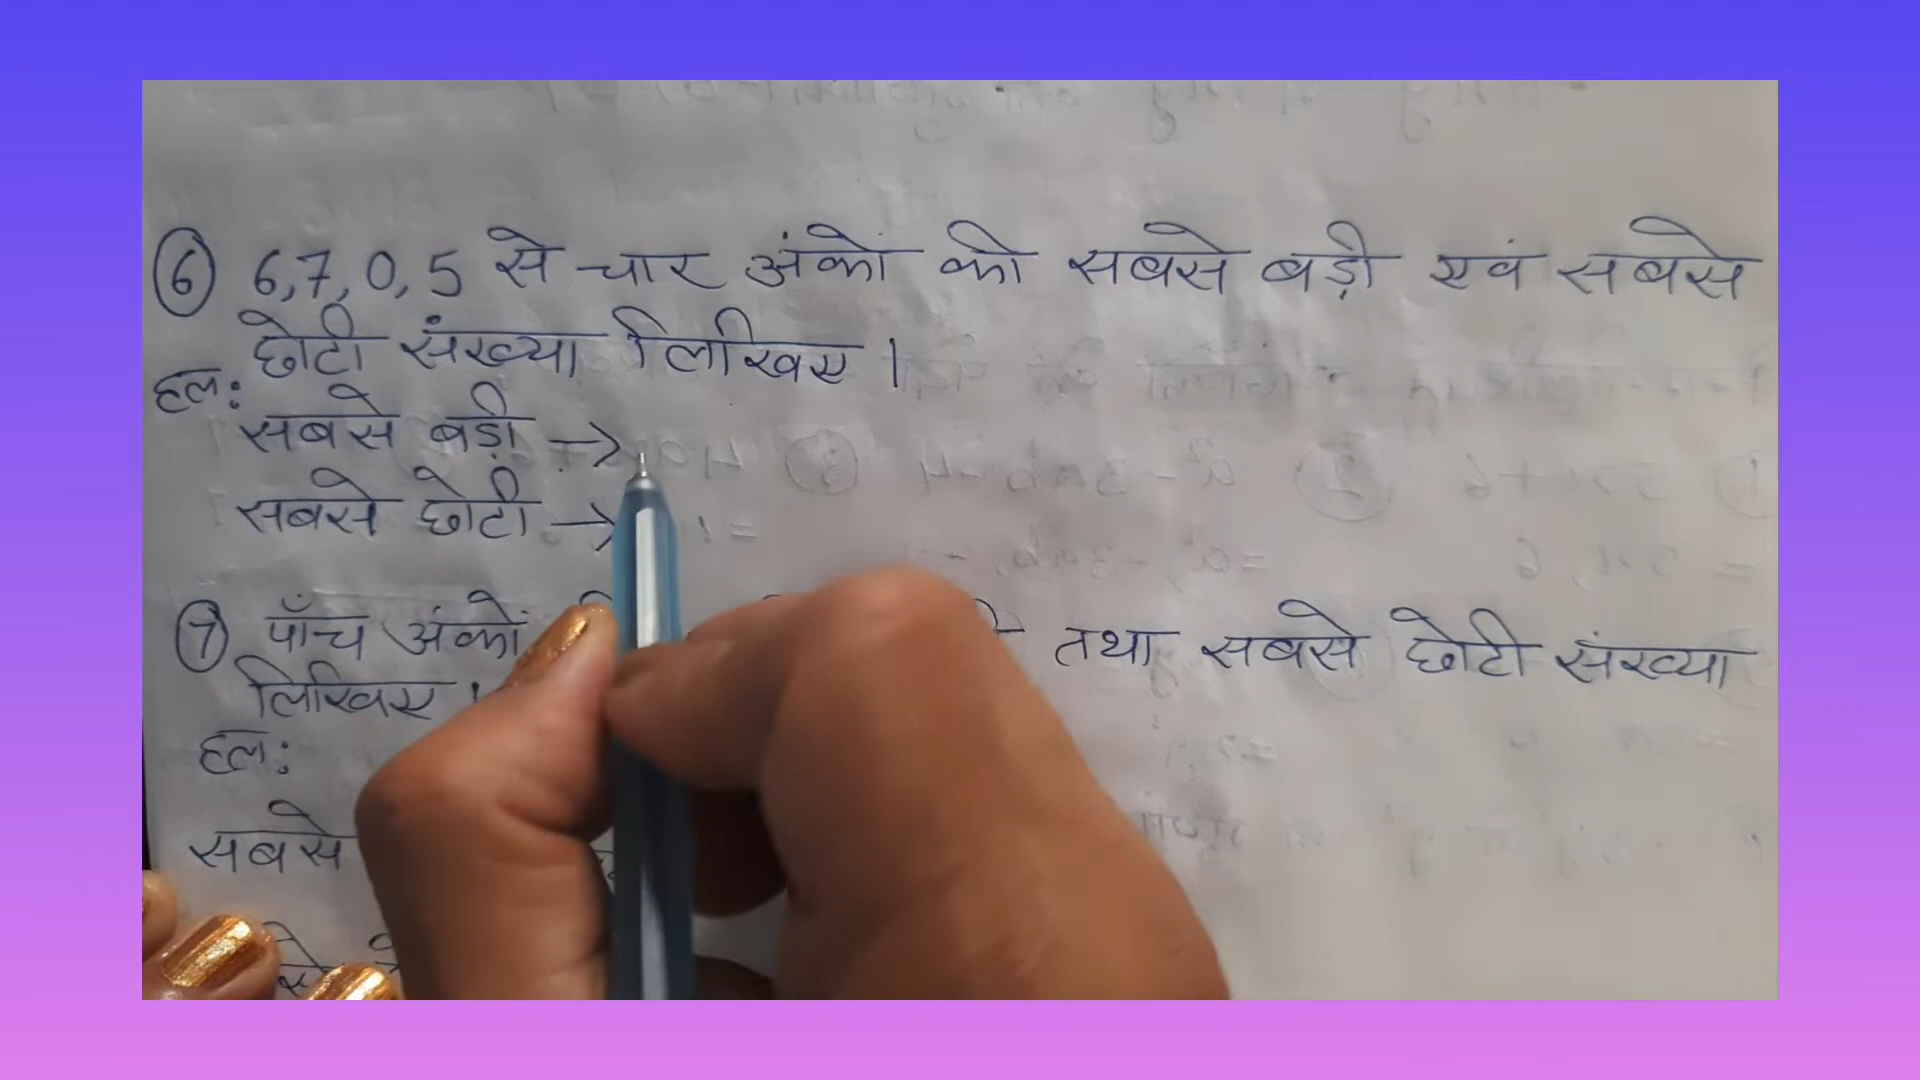 ⑥ 6,7,0,5 से चार अंकों की सबसे बड़ी एवं सबसे
छोटी संख्या लिखिए।
हल:
सबसे बड़ी →
सबसे छोटी →
⑦ पाँच अंकों तथा सबसे छोटी संख्या
लिखिए।
हल:
सबसे